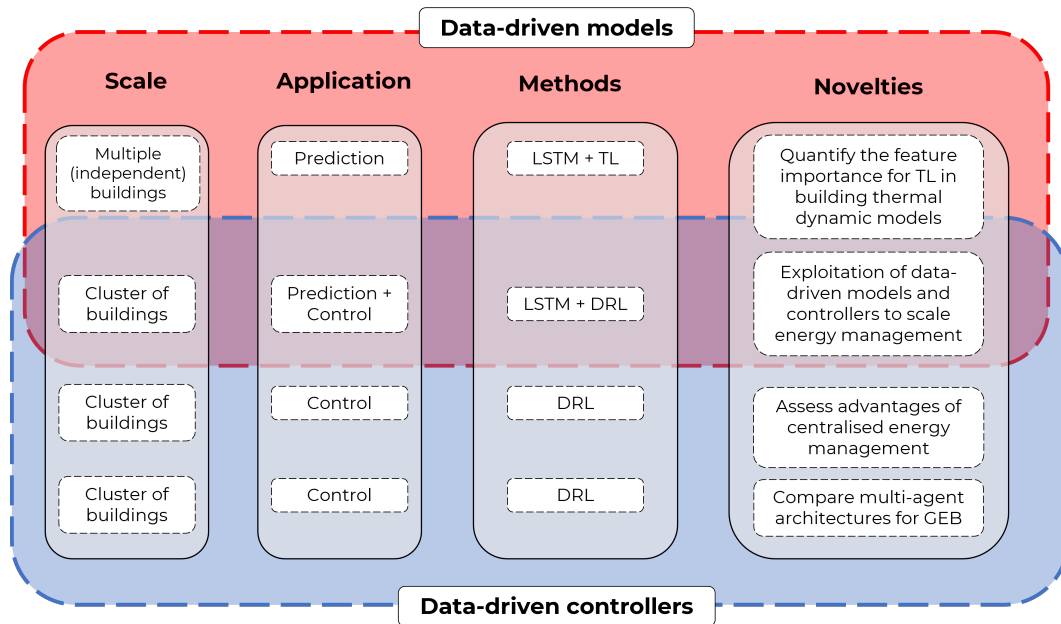 Data-driven models
Scale
Application
Methods
Novelties
Multiple
(independent)
buildings
Prediction
LSTM + TL
Quantify the feature
importance for TL in
building thermal
dynamic models
Cluster of
buildings
Prediction +
Control
LSTM + DRL
Exploitation of data-
driven models and
controllers to scale
energy management
Cluster of
buildings
Control
DRL
Assess advantages of
centralised energy
management
Cluster of
buildings
Control
DRL
Compare multi-agent
architectures for GEB
Data-driven controllers